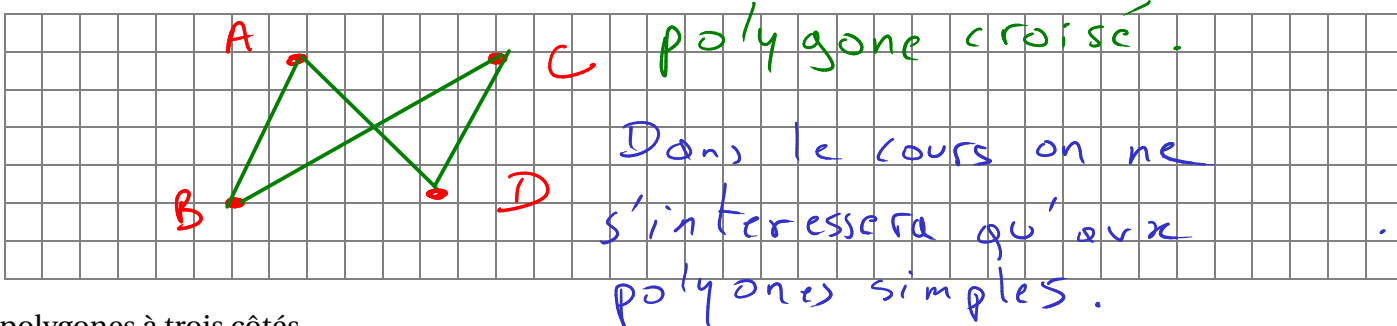 A
C
B
D
polygone croisé.
Dans le cours on ne
s'interessera qu'aux
polyones simples.
polygones à trois côtés